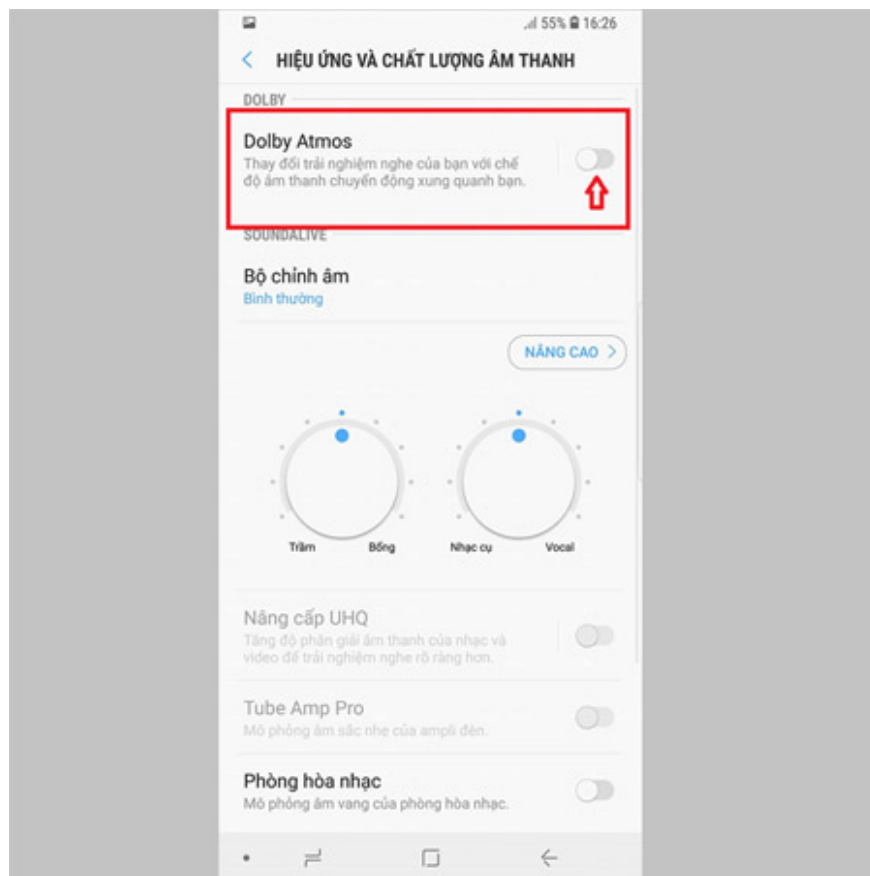 55% 16:26
HIỆU ỨNG VÀ CHẤT LƯỢNG ÂM THANH
DOLBY
Dolby Atmos
Thay đổi trải nghiệm nghe của bạn với chế
độ âm thanh chuyển động xung quanh bạn.
SOUNDALIVE
Bộ chỉnh âm
Bình thường
NÂNG CAO
Trầm Bổng Nhạc cụ Vocal
Nâng cấp UHQ
Tăng độ phân giải âm thanh của nhạc và
video để trải nghiệm nghe rõ ràng hơn.
Tube Amp Pro
Mô phỏng âm sắc nhẹ của ampli đèn.
Phòng hòa nhạc
Mô phỏng âm vang của phòng hòa nhạc.